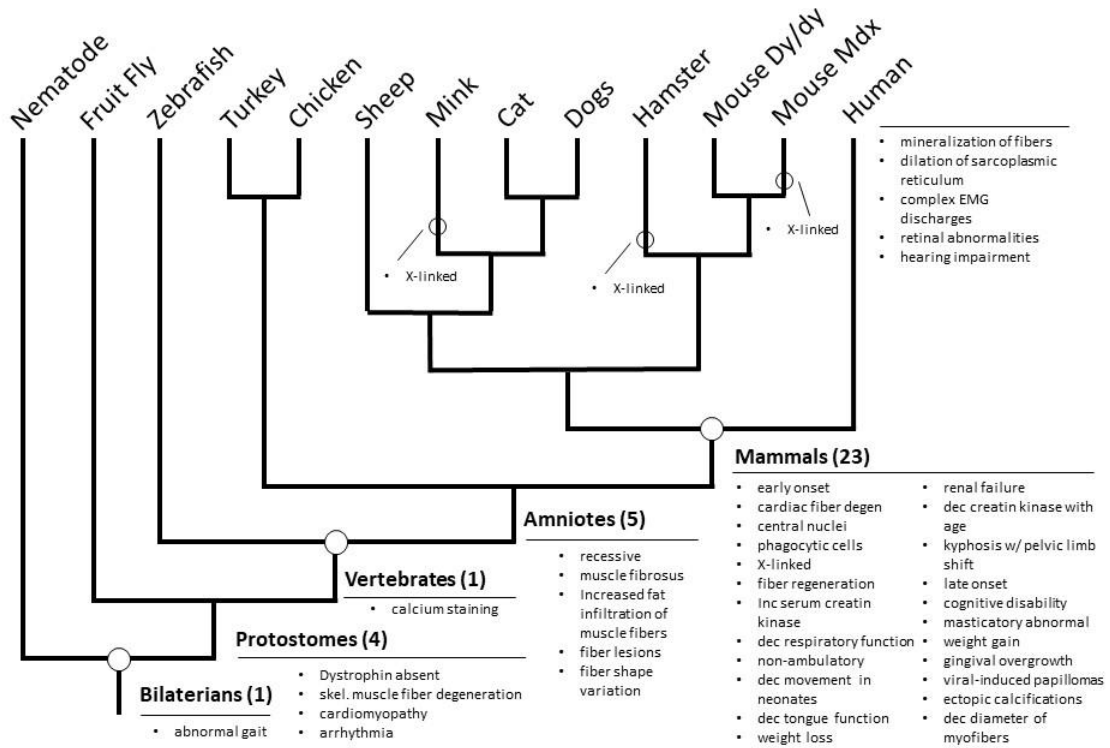 Nematode
Fruit Fly
Zebrafish
Turkey
Chicken
Sheep
Mink
Cat
Dogs
Hamster
Mouse Dy/dy
Mouse Mdx
Human
• mineralization of fibers
• dilation of sarcoplasmic
reticulum
• complex EMG
discharges
• retinal abnormalities
• hearing impairment
• X-linked
• X-linked
• X-linked
Mammals (23)
• early onset
• cardiac fiber degen
• central nuclei
• phagocytic cells
• X-linked
• fiber regeneration
• Inc serum creatin
kinase
• dec respiratory function
• non-ambulatory
• dec movement in
neonates
• dec tongue function
• weight loss
• renal failure
• dec creatin kinase with
age
• kyphosis w/ pelvic limb
shift
• late onset
• cognitive disability
• masticatory abnormal
• weight gain
• gingival overgrowth
• viral-induced papillomas
• ectopic calcifications
• dec diameter of
myofibers
Amniotes (5)
• recessive
• muscle fibrosus
• Increased fat
infiltration of
muscle fibers
• fiber lesions
• fiber shape
variation
Vertebrates (1)
• calcium staining
Protostomes (4)
• Dystrophin absent
• skel. muscle fiber degeneration
• cardiomyopathy
• arrhythmia
Bilaterians (1)
• abnormal gait